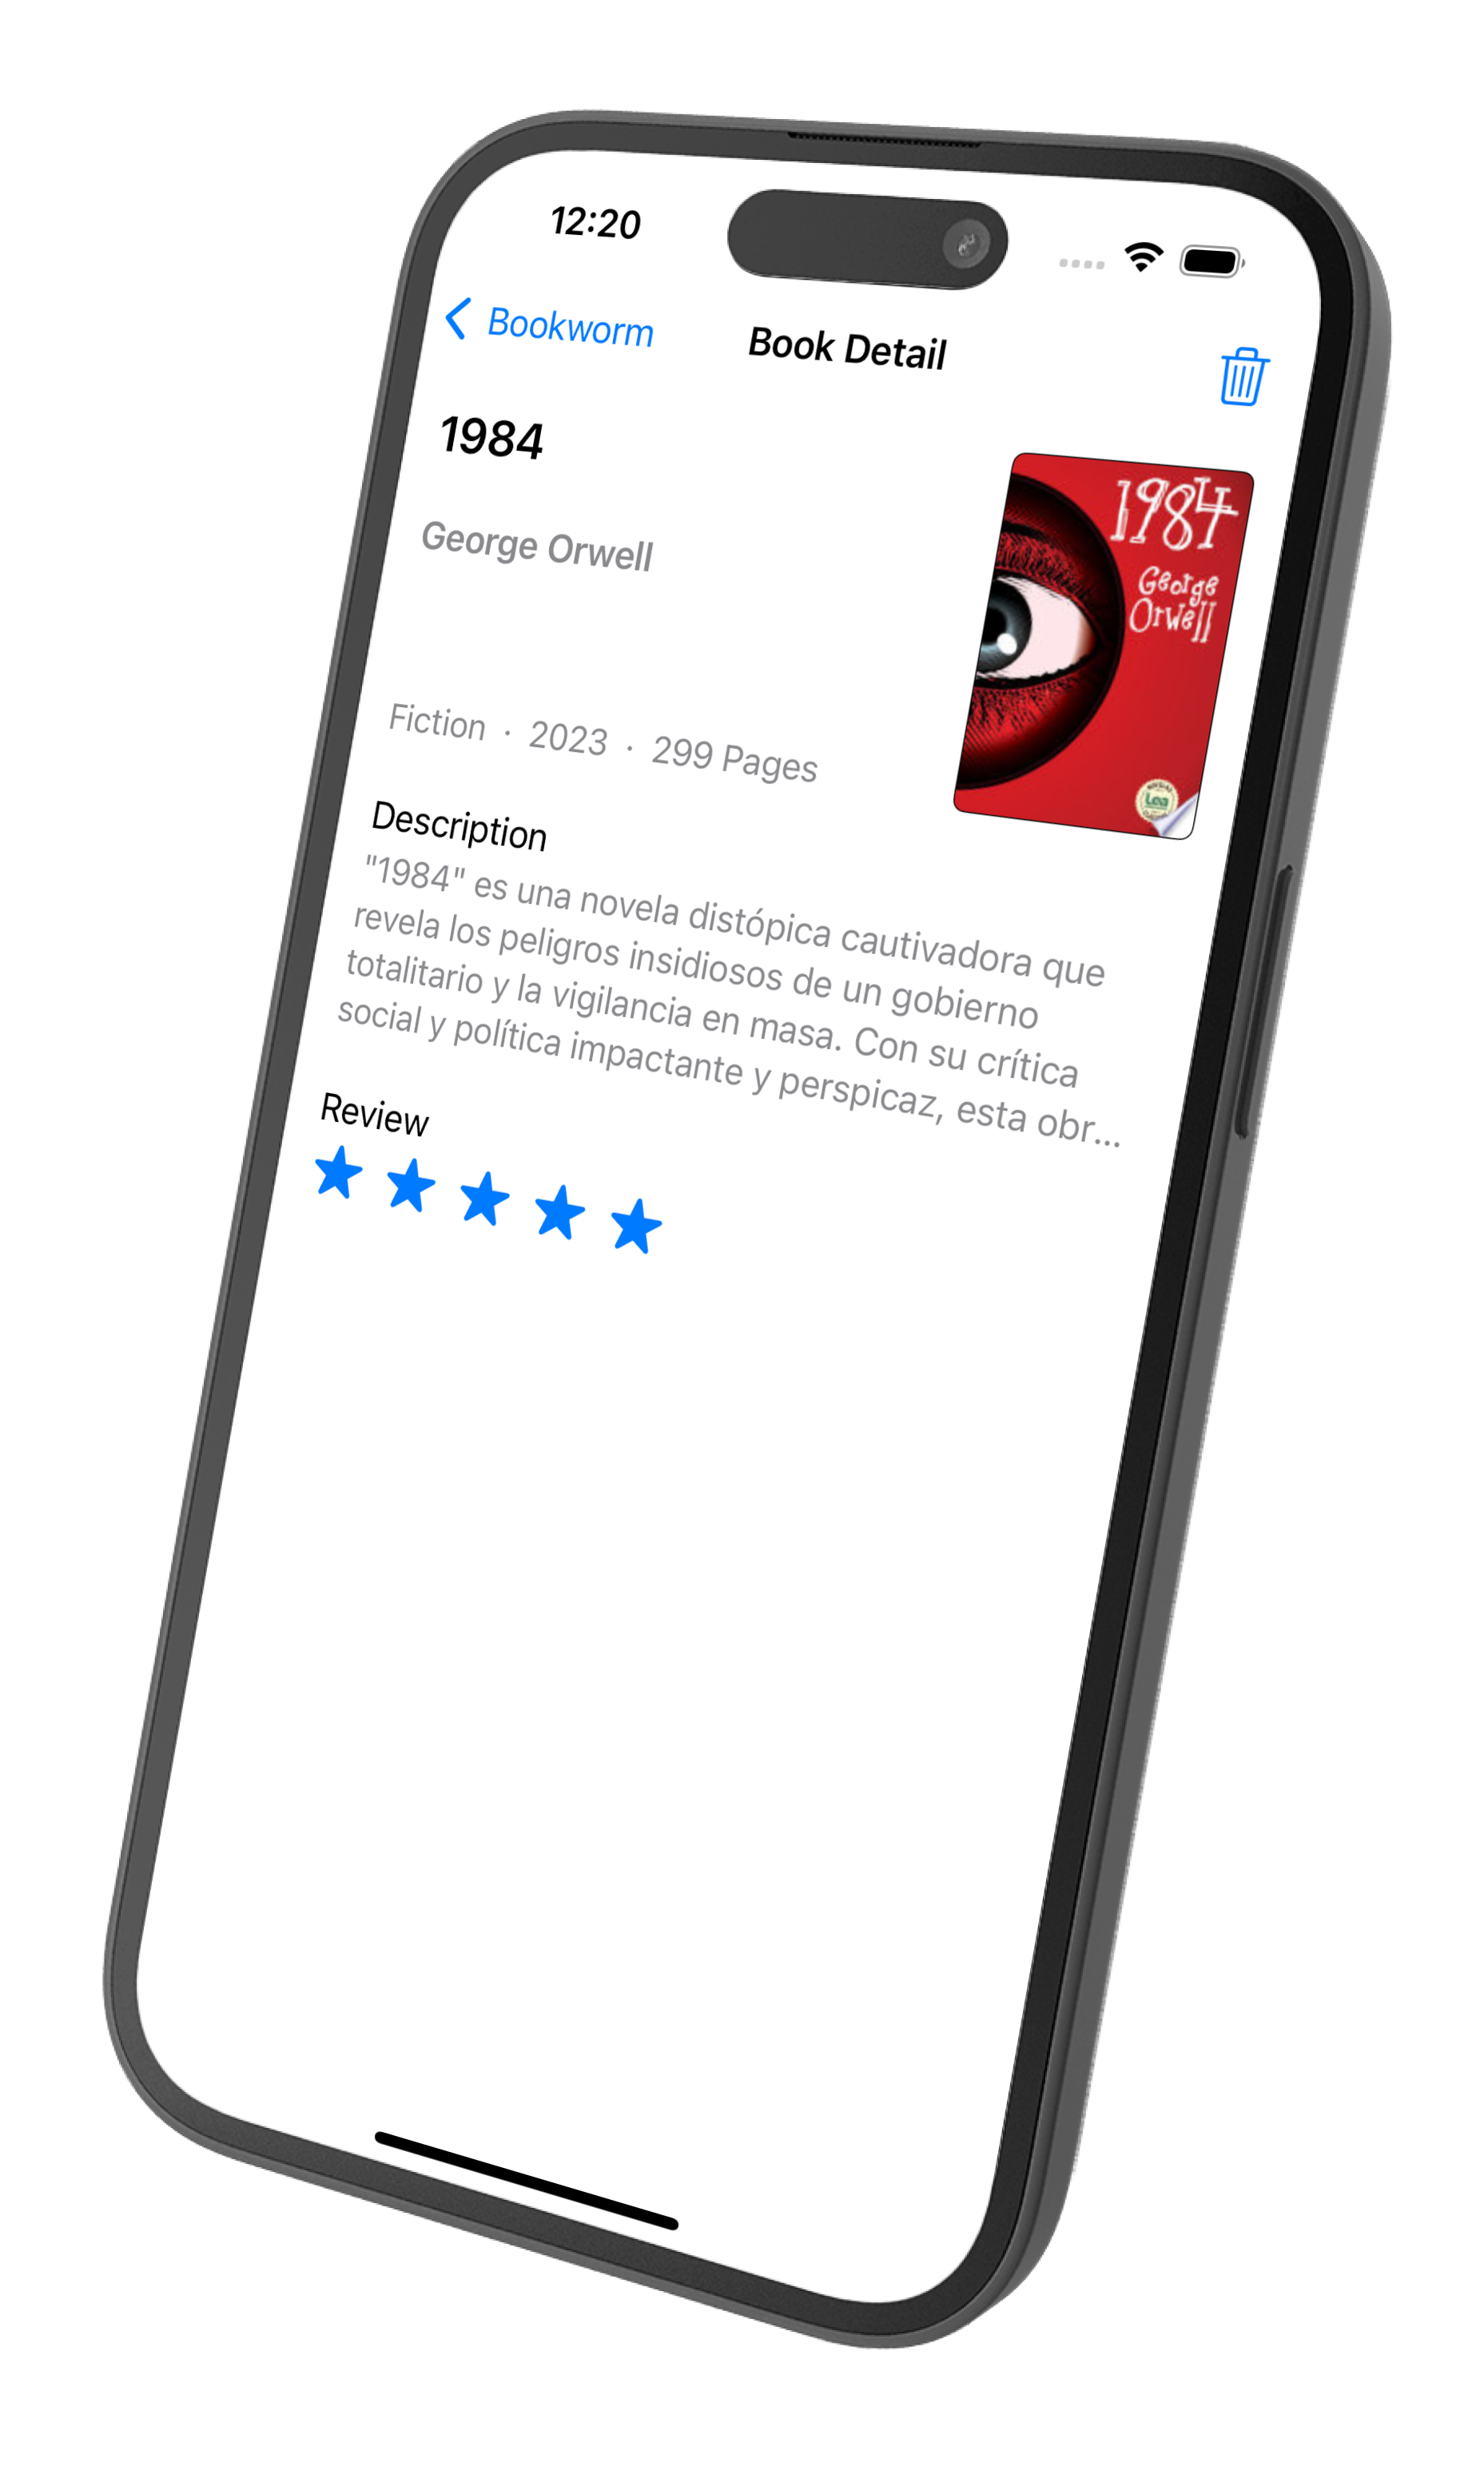 12:20
Bookworm
Book Detail
1984
George Orwell
Fiction · 2023 · 299 Pages
1984
George
Orwell
Lea
Description
"1984" es una novela distópica cautivadora que
revela los peligros insidiosos de un gobierno
totalitario y la vigilancia en masa. Con su crítica
social y política impactante y perspicaz, esta obr...
Review